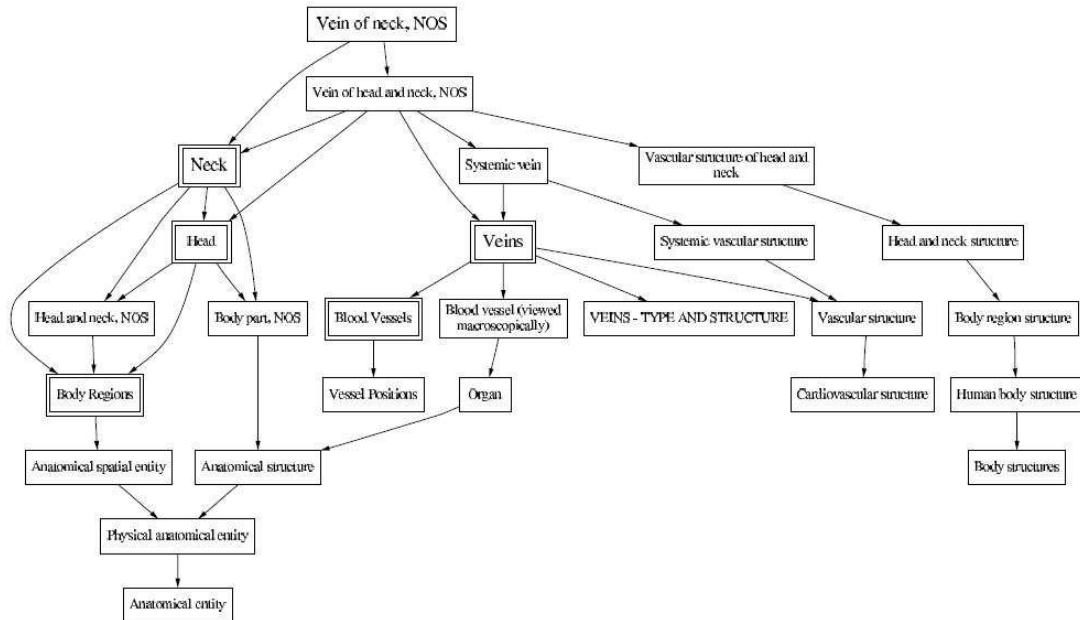 Vein of neck, NOS
Vein of head and neck, NOS
Neck
Systemic vein
Vascular structure of head and
neck
Head
Veins
Systemic vascular structure
Head and neck structure
Head and neck, NOS
Body part, NOS
Blood Vessels
Blood vessel (viewed
macroscopically)
VEINS - TYPE AND STRUCTURE
Vascular structure
Body region structure
Body Regions
Vessel Positions
Organ
Cardiovascular structure
Human body structure
Anatomical spatial entity
Anatomical structure
Body structures
Physical anatomical entity
Anatomical entity